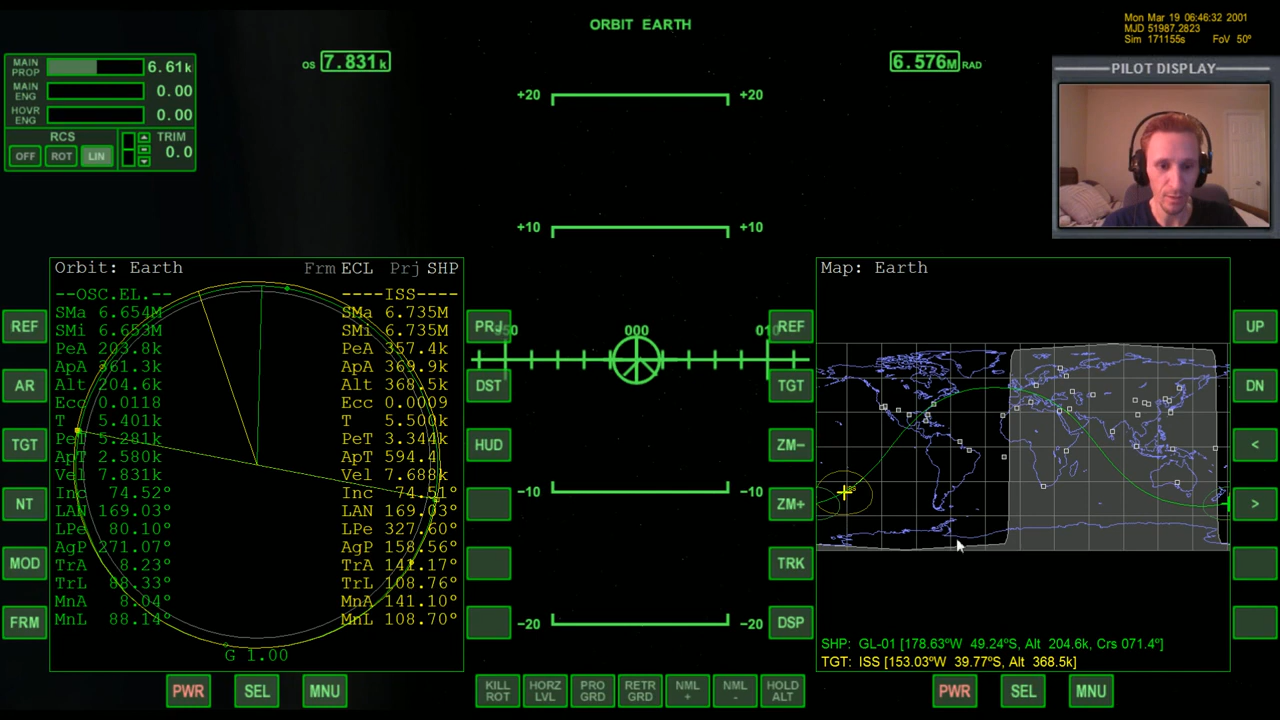 ORBIT EARTH
Mon Mar 19 06:46:32 2001
MJD 51987.2823
Sim 171155s FoV 50°
MAIN PROP 6.61k
MAIN ENG 0.00
HOVR ENG 0.00
RCS TRIM
OFF ROT LIN 0.0
OS 7.831k
6.576M RAD
PILOT DISPLAY
+20 +20
+10 +10
000 010
-10 -10
-20 -20
Orbit: Earth Frm ECL Prj SHP
--OSC.EL.-- ----ISS----
SMa 6.654M SMa 6.735M
SMi 6.653M SMi 6.735M
PeA 203.8k PeA 357.4k
ApA 361.3k ApA 369.9k
Alt 204.6k Alt 368.5k
Ecc 0.0118 Ecc 0.0009
T 5.401k T 5.500k
PeT 5.281k PeT 3.344k
ApT 2.580k ApT 594.4
Vel 7.831k Vel 7.688k
Inc 74.52° Inc 74.51°
LAN 169.03° LAN 169.03°
LPe 80.10° LPe 327.60°
AgP 271.07° AgP 158.56°
TrA 8.23° TrA 141.17°
TrL 88.33° TrL 108.76°
MnA 8.04° MnA 141.10°
MnL 88.14° MnL 108.70°
G 1.00
REF
AR
TGT
NT
MOD
FRM
PRJ
DST
HUD
PWR SEL MNU
KILL ROT
HORZ LVL
PRO GRD
RETR GRD
NML +
NML -
HOLD ALT
Map: Earth
REF
TGT
ZM-
ZM+
TRK
DSP
UP
DN
<
>
SHP: GL-01 [178.63°W 49.24°S, Alt 204.6k, Crs 071.4°]
TGT: ISS [153.03°W 39.77°S, Alt 368.5k]
PWR SEL MNU